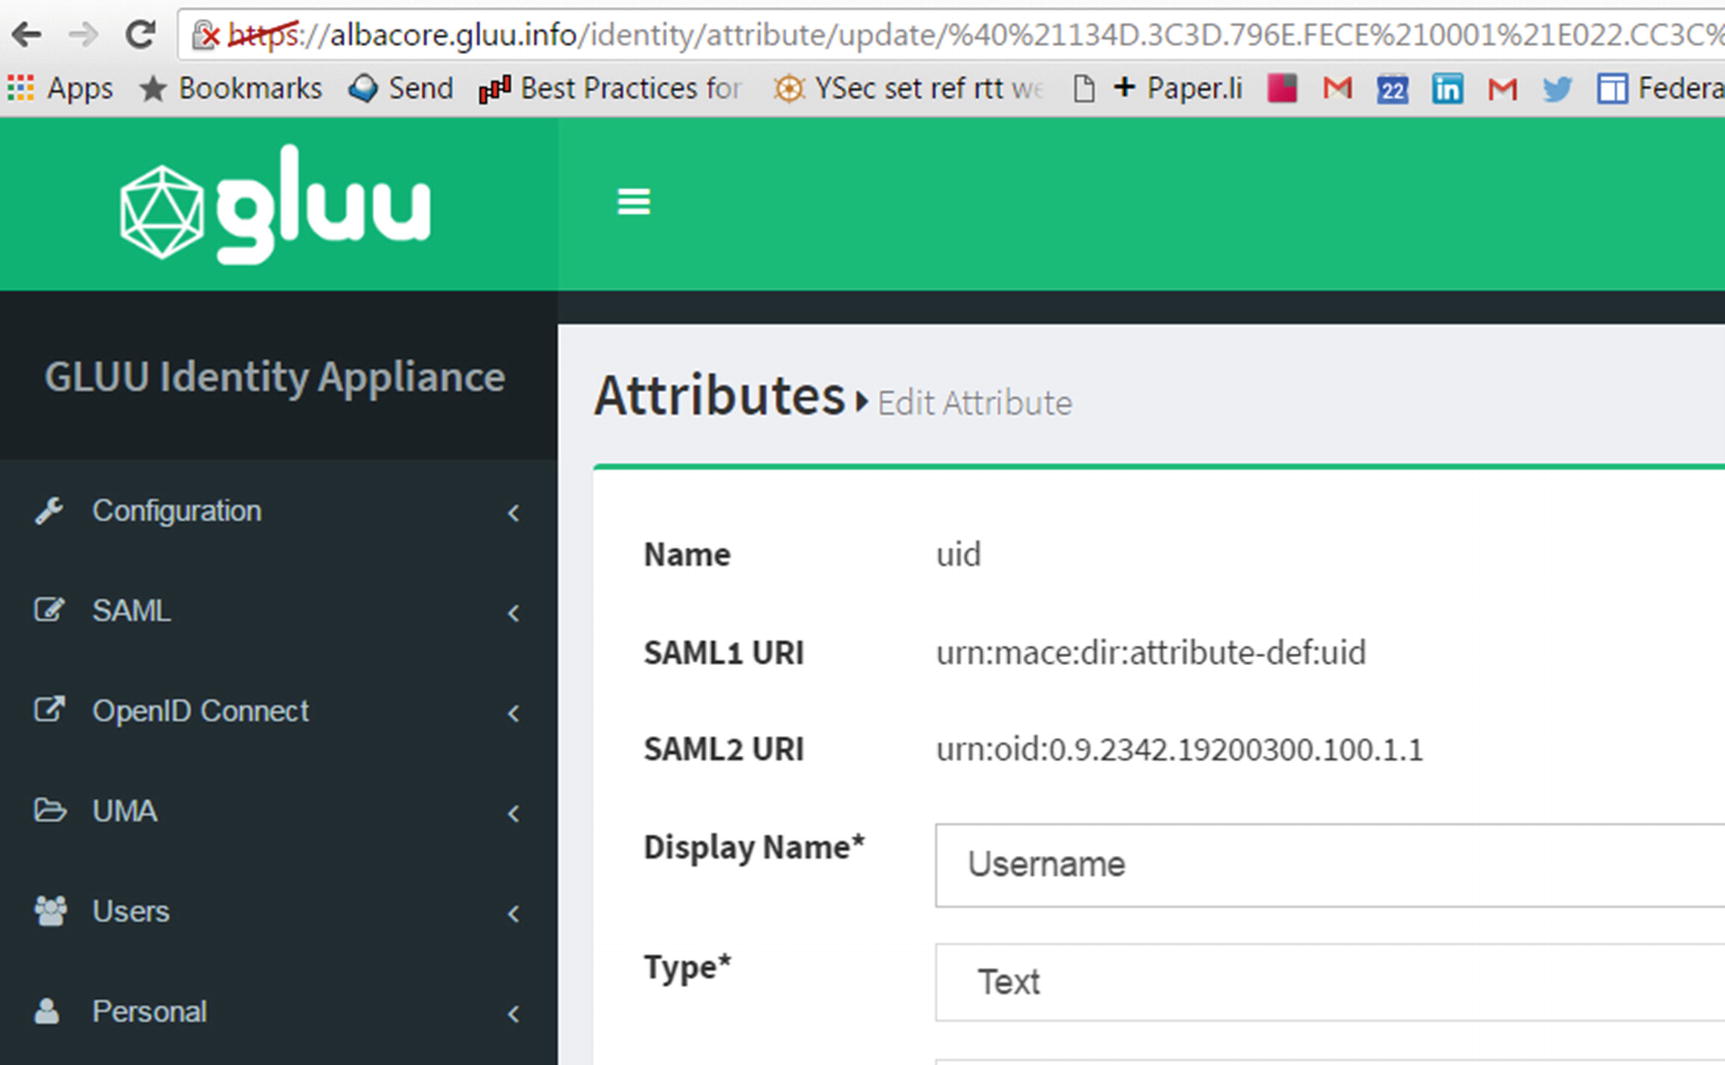 https://albacore.gluu.info/identity/attribute/update/%40%21134D.3C3D.796E.FECE%210001%21E022.CC3C%
Apps Bookmarks Send Best Practices for YSec set ref rtt we + Paper.li 22 in Federa
gluu
GLUU Identity Appliance
Attributes Edit Attribute
Configuration
SAML
OpenID Connect
UMA
Users
Personal
Name uid
SAML1 URI urn:mace:dir:attribute-def:uid
SAML2 URI urn:oid:0.9.2342.19200300.100.1.1
Display Name* Username
Type* Text